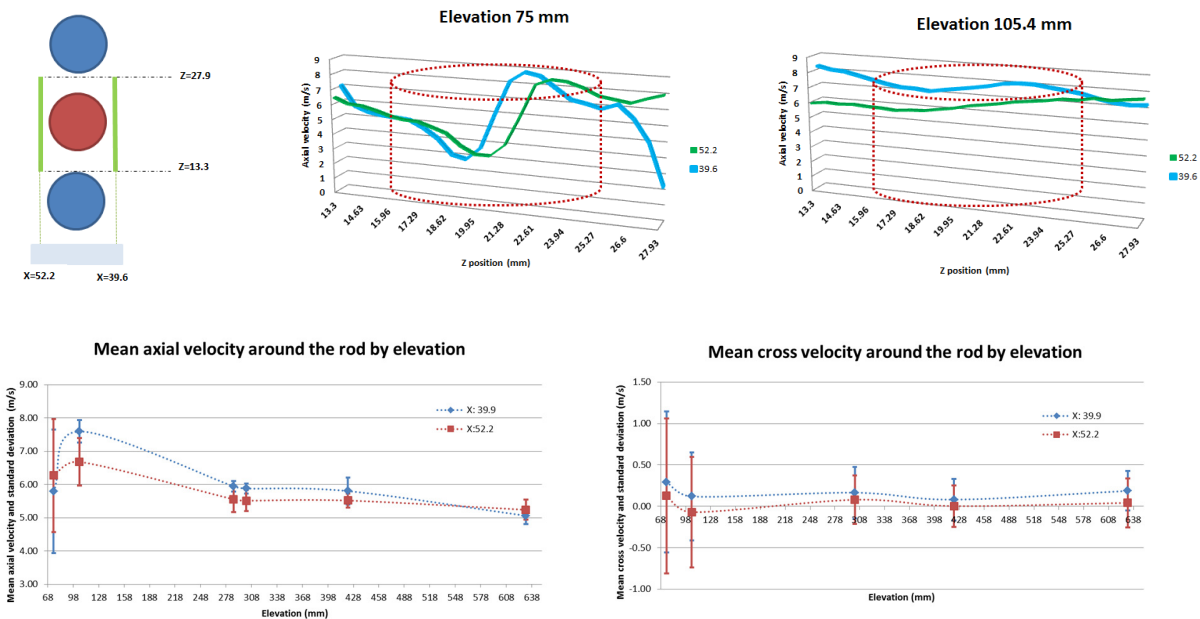 Z=27.9
Z=13.3
X=52.2
X=39.6
Elevation 75 mm
Axial velocity (m/s)
9
8
7
6
5
4
3
2
1
0
13.3
14.63
15.96
17.29
18.62
19.95
21.28
22.61
23.94
25.27
26.6
27.93
Z position (mm)
52.2
39.6
Elevation 105.4 mm
Axial velocity (m/s)
9
8
7
6
5
4
3
2
1
0
13.3
14.63
15.96
17.29
18.62
19.95
21.28
22.61
23.94
25.27
26.6
27.93
Z position (mm)
52.2
39.6
Mean axial velocity around the rod by elevation
Mean axial velocity and standard deviation (m/s)
9.00
8.00
7.00
6.00
5.00
4.00
3.00
68 98 128 158 188 218 248 278 308 338 368 398 428 458 488 518 548 578 608 638
Elevation (mm)
X: 39.9
X:52.2
Mean cross velocity around the rod by elevation
Mean cross velocity and standard deviation (m/s)
1.50
1.00
0.50
0.00
-0.50
-1.00
68 98 128 158 188 218 248 278 308 338 368 398 428 458 488 518 548 578 608 638
Elevation (mm)
X: 39.9
X:52.2